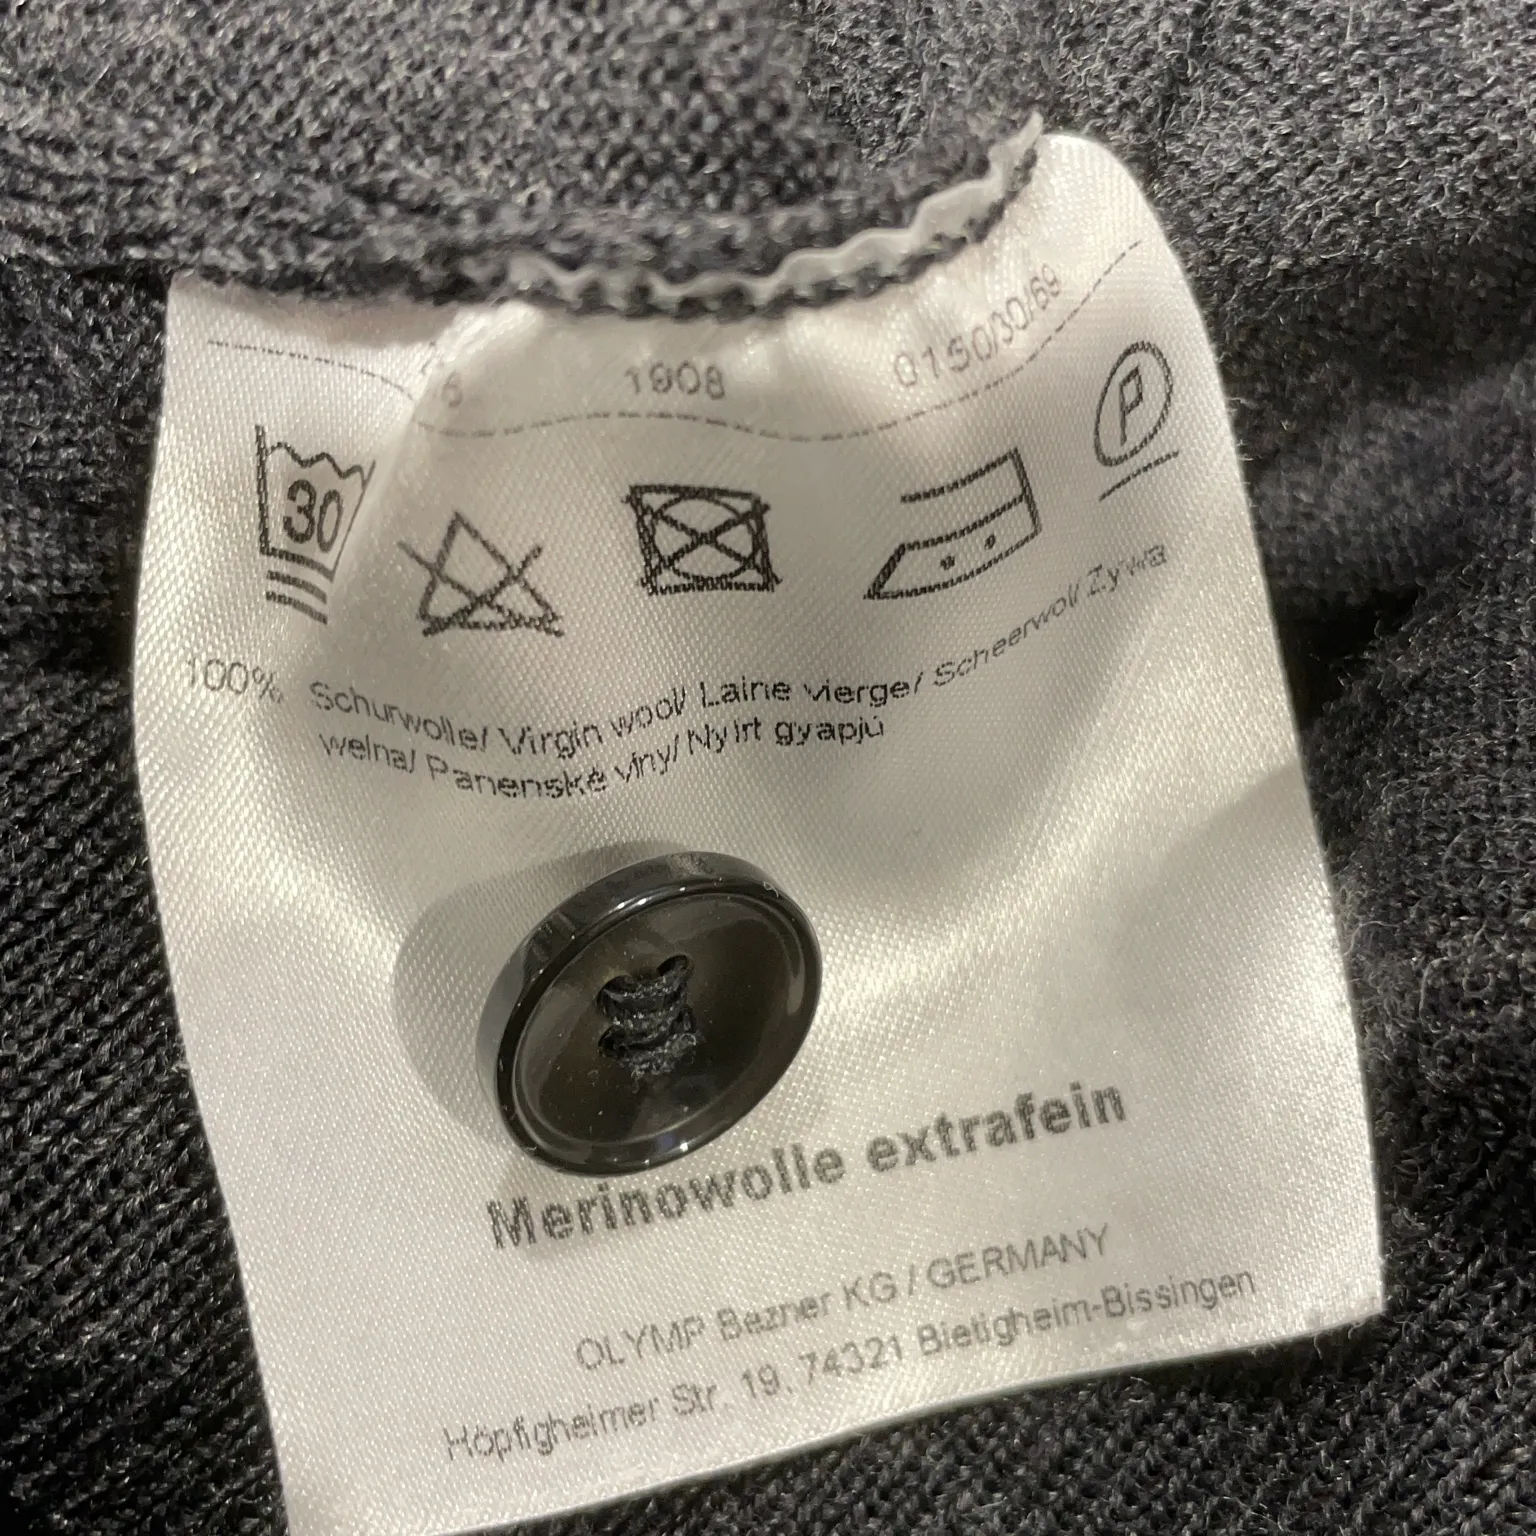 6 1908 0150/30/69
30 P
100% Schurwolle/ Virgin wool/ Laine vierge/ Scheerwol/ Żywa
wełna/ Panenské vlny/ Nyírt gyapjú
Merinowolle extrafein
OLYMP Bezner KG / GERMANY
Höpfigheimer Str. 19, 74321 Bietigheim-Bissingen